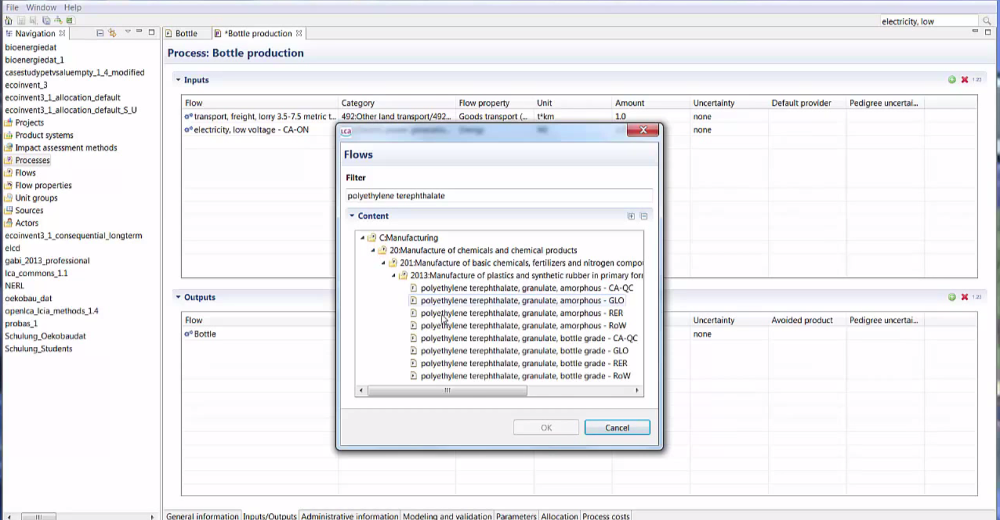 File Window Help
electricity, low
Navigation
Bottle
*Bottle production
Process: Bottle production
bioenergiedat
bioenergiedat_1
casestudypetvsaluempty_1_4_modified
ecoinvent_3
ecoinvent3_1_allocation_default
ecoinvent3_1_allocation_default_S_U
Projects
Product systems
Impact assessment methods
Processes
Flows
Flow properties
Unit groups
Sources
Actors
ecoinvent3_1_consequential_longterm
elcd
gabi_2013_professional
lca_commons_1.1
NERL
oekobau_dat
openlca_lcia_methods_1.4
probas_1
Schulung_Oekobaudat
Schulung_Students
Inputs
1.23
Flow Category Flow property Unit Amount Uncertainty Default provider Pedigree uncertai...
transport, freight, lorry 3.5-7.5 metric t... 492:Other land transport/492... Goods transport (... t*km 1.0 none
electricity, low voltage - CA-ON none
LCA
Flows
Filter
polyethylene terephthalate
Content
C:Manufacturing
20:Manufacture of chemicals and chemical products
201:Manufacture of basic chemicals, fertilizers and nitrogen compo
2013:Manufacture of plastics and synthetic rubber in primary for
polyethylene terephthalate, granulate, amorphous - CA-QC
polyethylene terephthalate, granulate, amorphous - GLO
polyethylene terephthalate, granulate, amorphous - RER
polyethylene terephthalate, granulate, amorphous - RoW
polyethylene terephthalate, granulate, bottle grade - CA-QC
polyethylene terephthalate, granulate, bottle grade - GLO
polyethylene terephthalate, granulate, bottle grade - RER
polyethylene terephthalate, granulate, bottle grade - RoW
OK Cancel
Outputs
1.23
Flow Uncertainty Avoided product Pedigree uncertai...
Bottle none
General information Inputs/Outputs Administrative information Modeling and validation Parameters Allocation Process costs